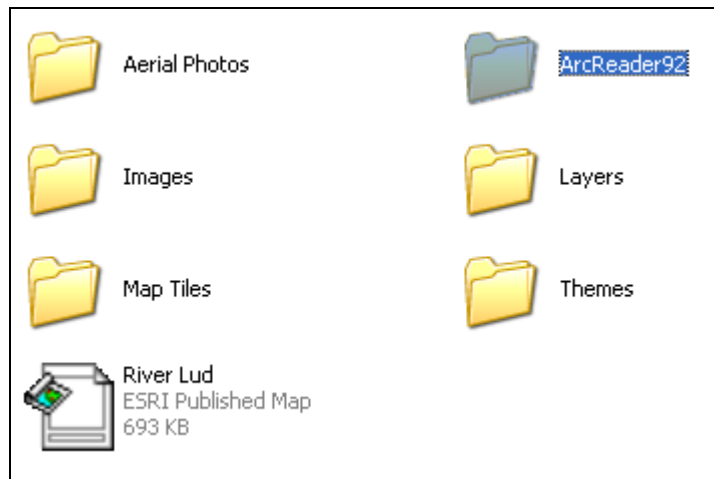 Aerial Photos
ArcReader92
Images
Layers
Map Tiles
Themes
River Lud
ESRI Published Map
693 KB